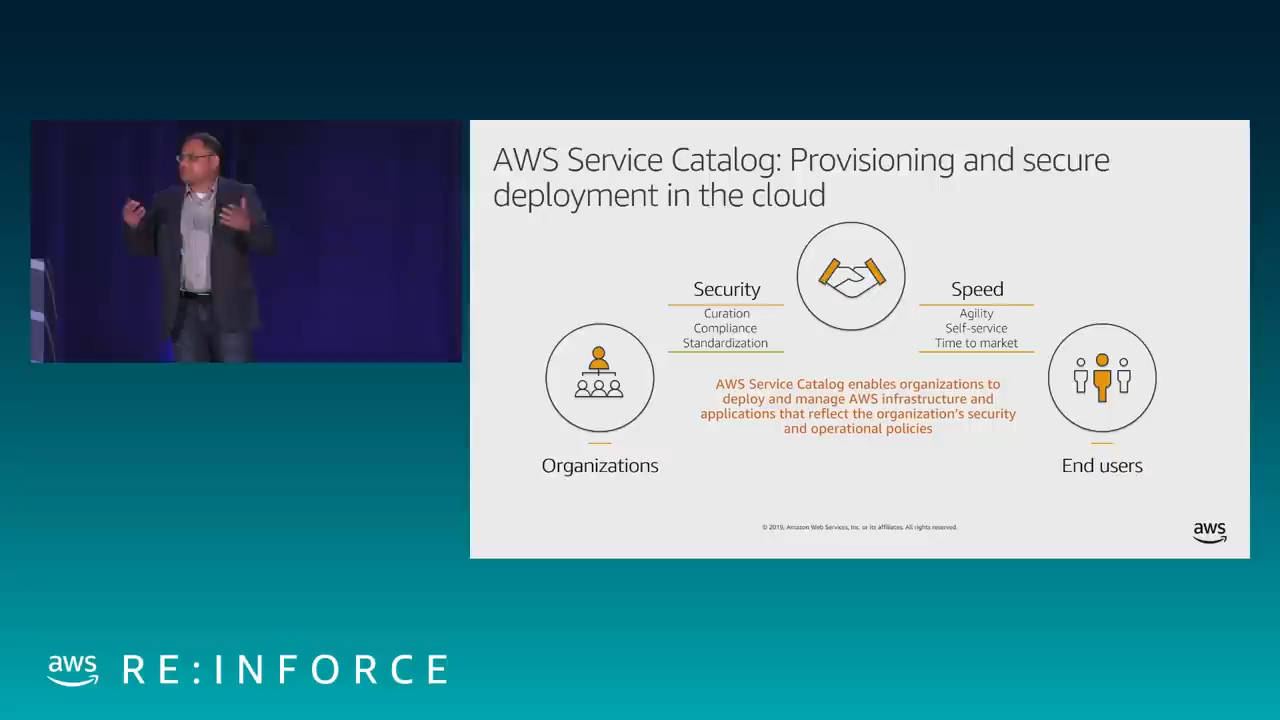 AWS Service Catalog: Provisioning and secure
deployment in the cloud
Security
Curation
Compliance
Standardization
Speed
Agility
Self-service
Time to market
AWS Service Catalog enables organizations to
deploy and manage AWS infrastructure and
applications that reflect the organization's security
and operational policies
Organizations
End users
© 2019, Amazon Web Services, Inc. or its affiliates. All rights reserved.
aws
aws RE:INFORCE